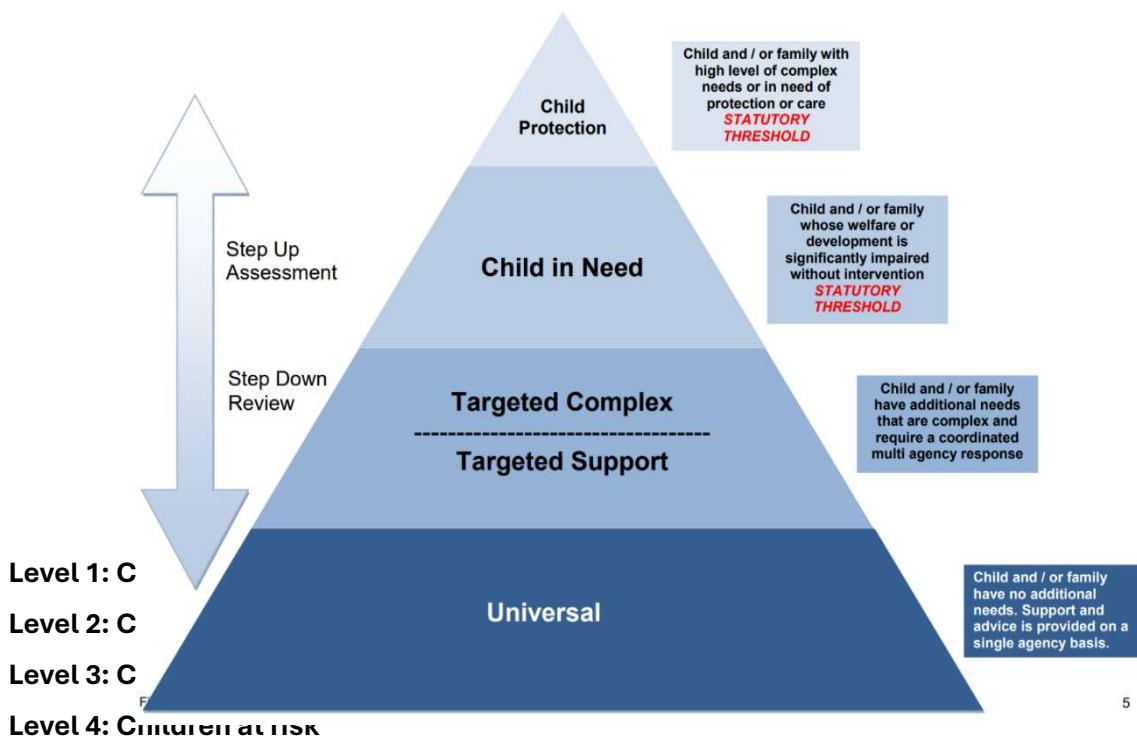 Child
Protection
Child and / or family with
high level of complex
needs or in need of
protection or care
STATUTORY
THRESHOLD
Step Up
Assessment
Child in Need
Child and / or family
whose welfare or
development is
significantly impaired
without intervention
STATUTORY
THRESHOLD
Step Down
Review
Targeted Complex
-----------------------------------
Targeted Support
Child and / or family
have additional needs
that are complex and
require a coordinated
multi agency response
Universal
Child and / or family
have no additional
needs. Support and
advice is provided on a
single agency basis.
Level 1: C
Level 2: C
Level 3: C
5
Level 4: Children at risk